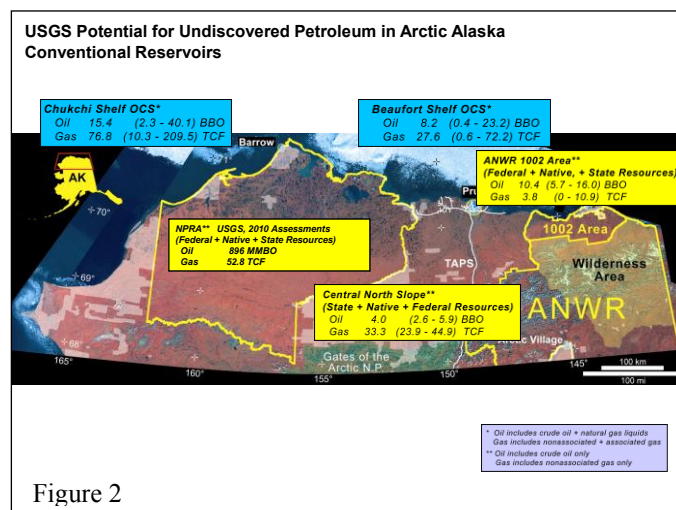 USGS Potential for Undiscovered Petroleum in Arctic Alaska
Conventional Reservoirs
Chukchi Shelf OCS*
Oil 15.4 (2.3 - 40.1) BBO
Gas 76.8 (10.3 - 209.5) TCF
Beaufort Shelf OCS*
Oil 8.2 (0.4 - 23.2) BBO
Gas 27.6 (0.6 - 72.2) TCF
Barrow
AK
ANWR 1002 Area**
(Federal + Native, + State Resources)
Oil 10.4 (5.7 - 16.0) BBO
Gas 3.8 (0 - 10.9) TCF
70°
NPRA** USGS, 2010 Assessments
(Federal + Native + State Resources)
Oil 896 MMBO
Gas 52.8 TCF
1002 Area
TAPS
Wilderness
Area
69°
Central North Slope**
(State + Native + Federal Resources)
Oil 4.0 (2.6 - 5.9) BBO
Gas 33.3 (23.9 - 44.9) TCF
ANWR
68°
Gates of the
Arctic N.P.
Arctic Village
165°
160°
155°
150°
145°
100 km
100 mi
* Oil includes crude oil + natural gas liquids
Gas includes nonassociated + associated gas
** Oil includes crude oil only
Gas includes nonassociated gas only
Figure 2